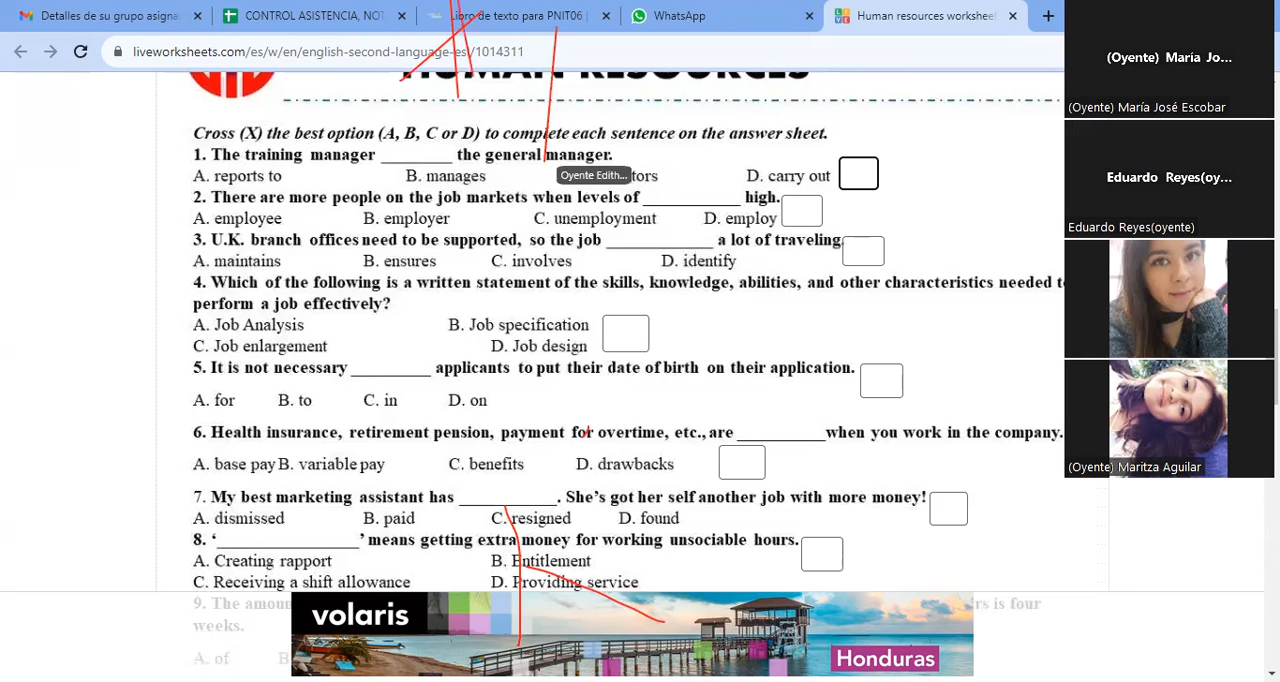 Detalles de su grupo asigna
CONTROL ASISTENCIA, NOT
Libro de texto para PNIT06
WhatsApp
Human resources worksheet
liveworksheets.com/es/w/en/english-second-language-es/1014311
HUMAN RESOURCES
Cross (X) the best option (A, B, C or D) to complete each sentence on the answer sheet.
1. The training manager ________ the general manager.
A. reports to B. manages tors D. carry out
Oyente Edith...
2. There are more people on the job markets when levels of ___________ high.
A. employee B. employer C. unemployment D. employ
3. U.K. branch offices need to be supported, so the job ____________ a lot of traveling.
A. maintains B. ensures C. involves D. identify
4. Which of the following is a written statement of the skills, knowledge, abilities, and other characteristics needed to
perform a job effectively?
A. Job Analysis B. Job specification
C. Job enlargement D. Job design
5. It is not necessary _________ applicants to put their date of birth on their application.
A. for B. to C. in D. on
6. Health insurance, retirement pension, payment for overtime, etc., are __________when you work in the company.
A. base pay B. variable pay C. benefits D. drawbacks
7. My best marketing assistant has ___________. She's got her self another job with more money!
A. dismissed B. paid C. resigned D. found
8. ‘________________’ means getting extra money for working unsociable hours.
A. Creating rapport B. Entitlement
C. Receiving a shift allowance D. Providing service
9. The amoun rs is four
weeks.
A. of B.
volaris
Honduras
(Oyente) María Jo...
(Oyente) María José Escobar
Eduardo Reyes(oy...
Eduardo Reyes(oyente)
(Oyente) Maritza Aguilar